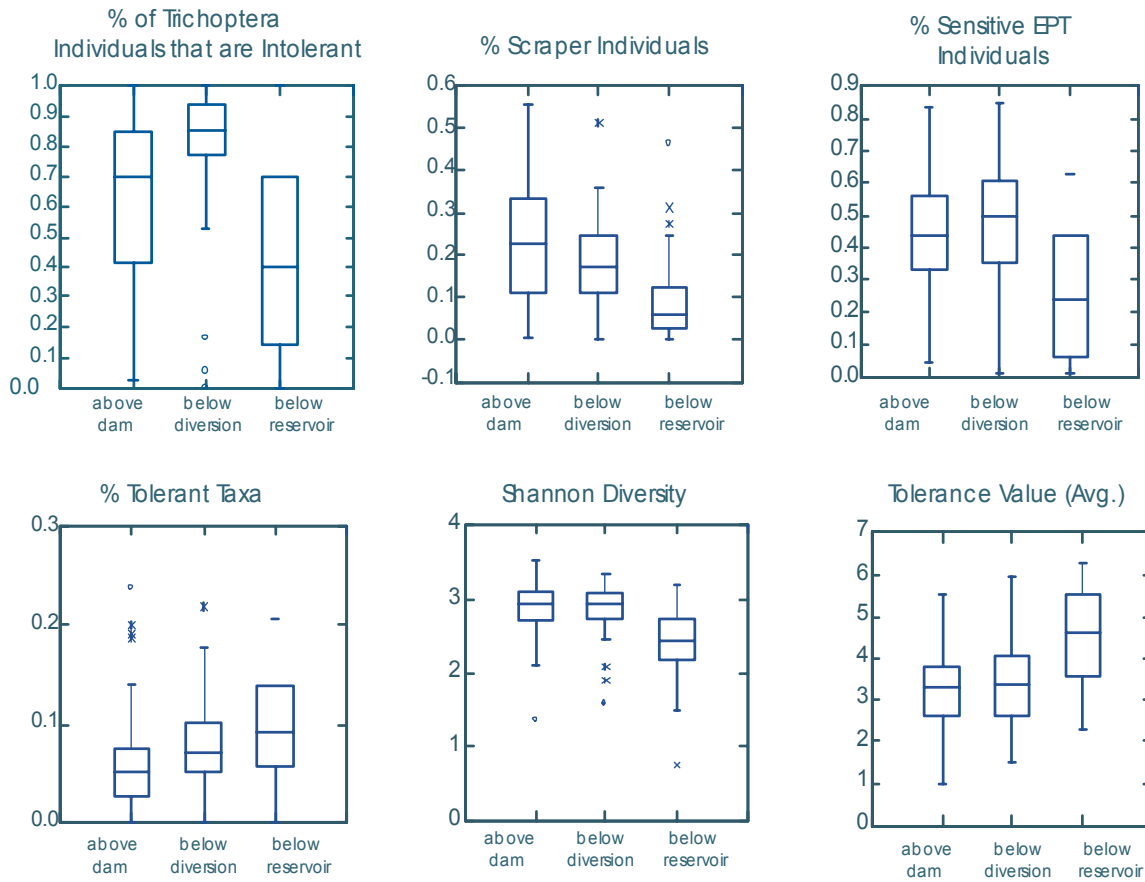 % of Trichoptera
Individuals that are Intolerant
1.0
0.9
0.8
0.7
0.6
0.5
0.4
0.3
0.2
0.1
0.0
above
dam
below
diversion
below
reservoir
% Scraper Individuals
0.6
0.5
0.4
0.3
0.2
0.1
0.0
-0.1
above
dam
below
diversion
below
reservoir
% Sensitive EPT
Individuals
0.9
0.8
0.7
0.6
0.5
0.4
0.3
0.2
0.1
0.0
above
dam
below
diversion
below
reservoir
% Tolerant Taxa
0.3
0.2
0.1
0.0
above
dam
below
diversion
below
reservoir
Shannon Diversity
4
3
2
1
0
above
dam
below
diversion
below
reservoir
Tolerance Value (Avg.)
7
6
5
4
3
2
1
0
above
dam
below
diversion
below
reservoir